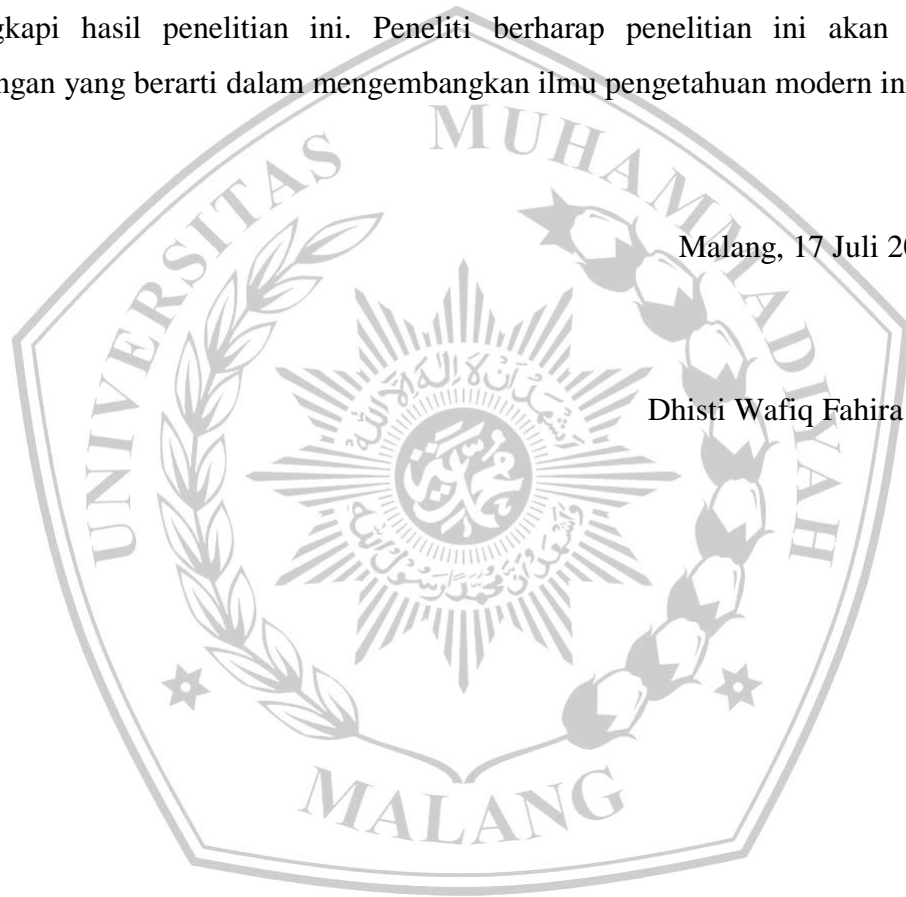 gkapi hasil penelitian ini. Peneliti berharap penelitian ini akan
ngan yang berarti dalam mengembangkan ilmu pengetahuan modern in
Malang, 17 Juli 20
Dhisti Wafiq Fahira
UNIVERSITAS MUHAMMADIYAH
MALANG